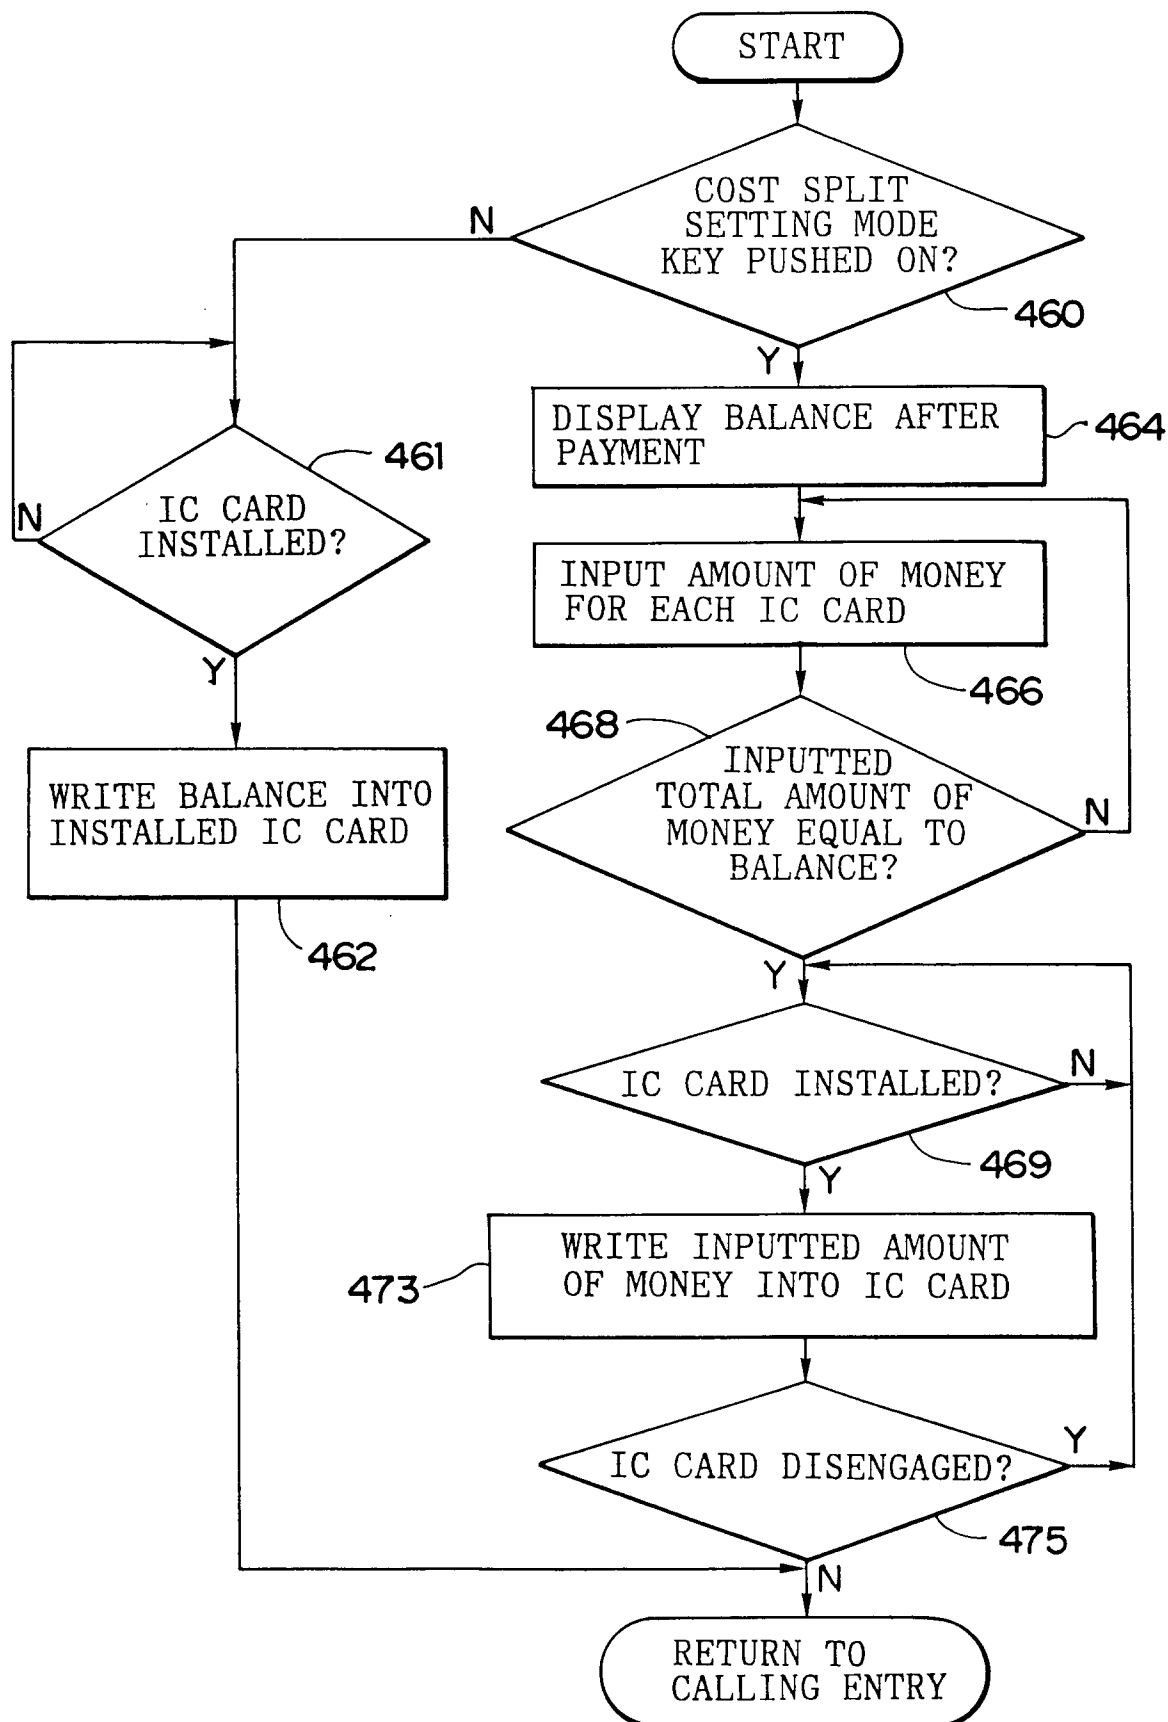 START
COST SPLIT
SETTING MODE
KEY PUSHED ON?
N
460
Y
DISPLAY BALANCE AFTER
PAYMENT
464
461
IC CARD
INSTALLED?
N
Y
INPUT AMOUNT OF MONEY
FOR EACH IC CARD
466
468
INPUTTED
TOTAL AMOUNT OF
MONEY EQUAL TO
BALANCE?
N
Y
WRITE BALANCE INTO
INSTALLED IC CARD
462
IC CARD INSTALLED?
N
469
Y
WRITE INPUTTED AMOUNT
OF MONEY INTO IC CARD
473
IC CARD DISENGAGED?
Y
475
N
RETURN TO
CALLING ENTRY